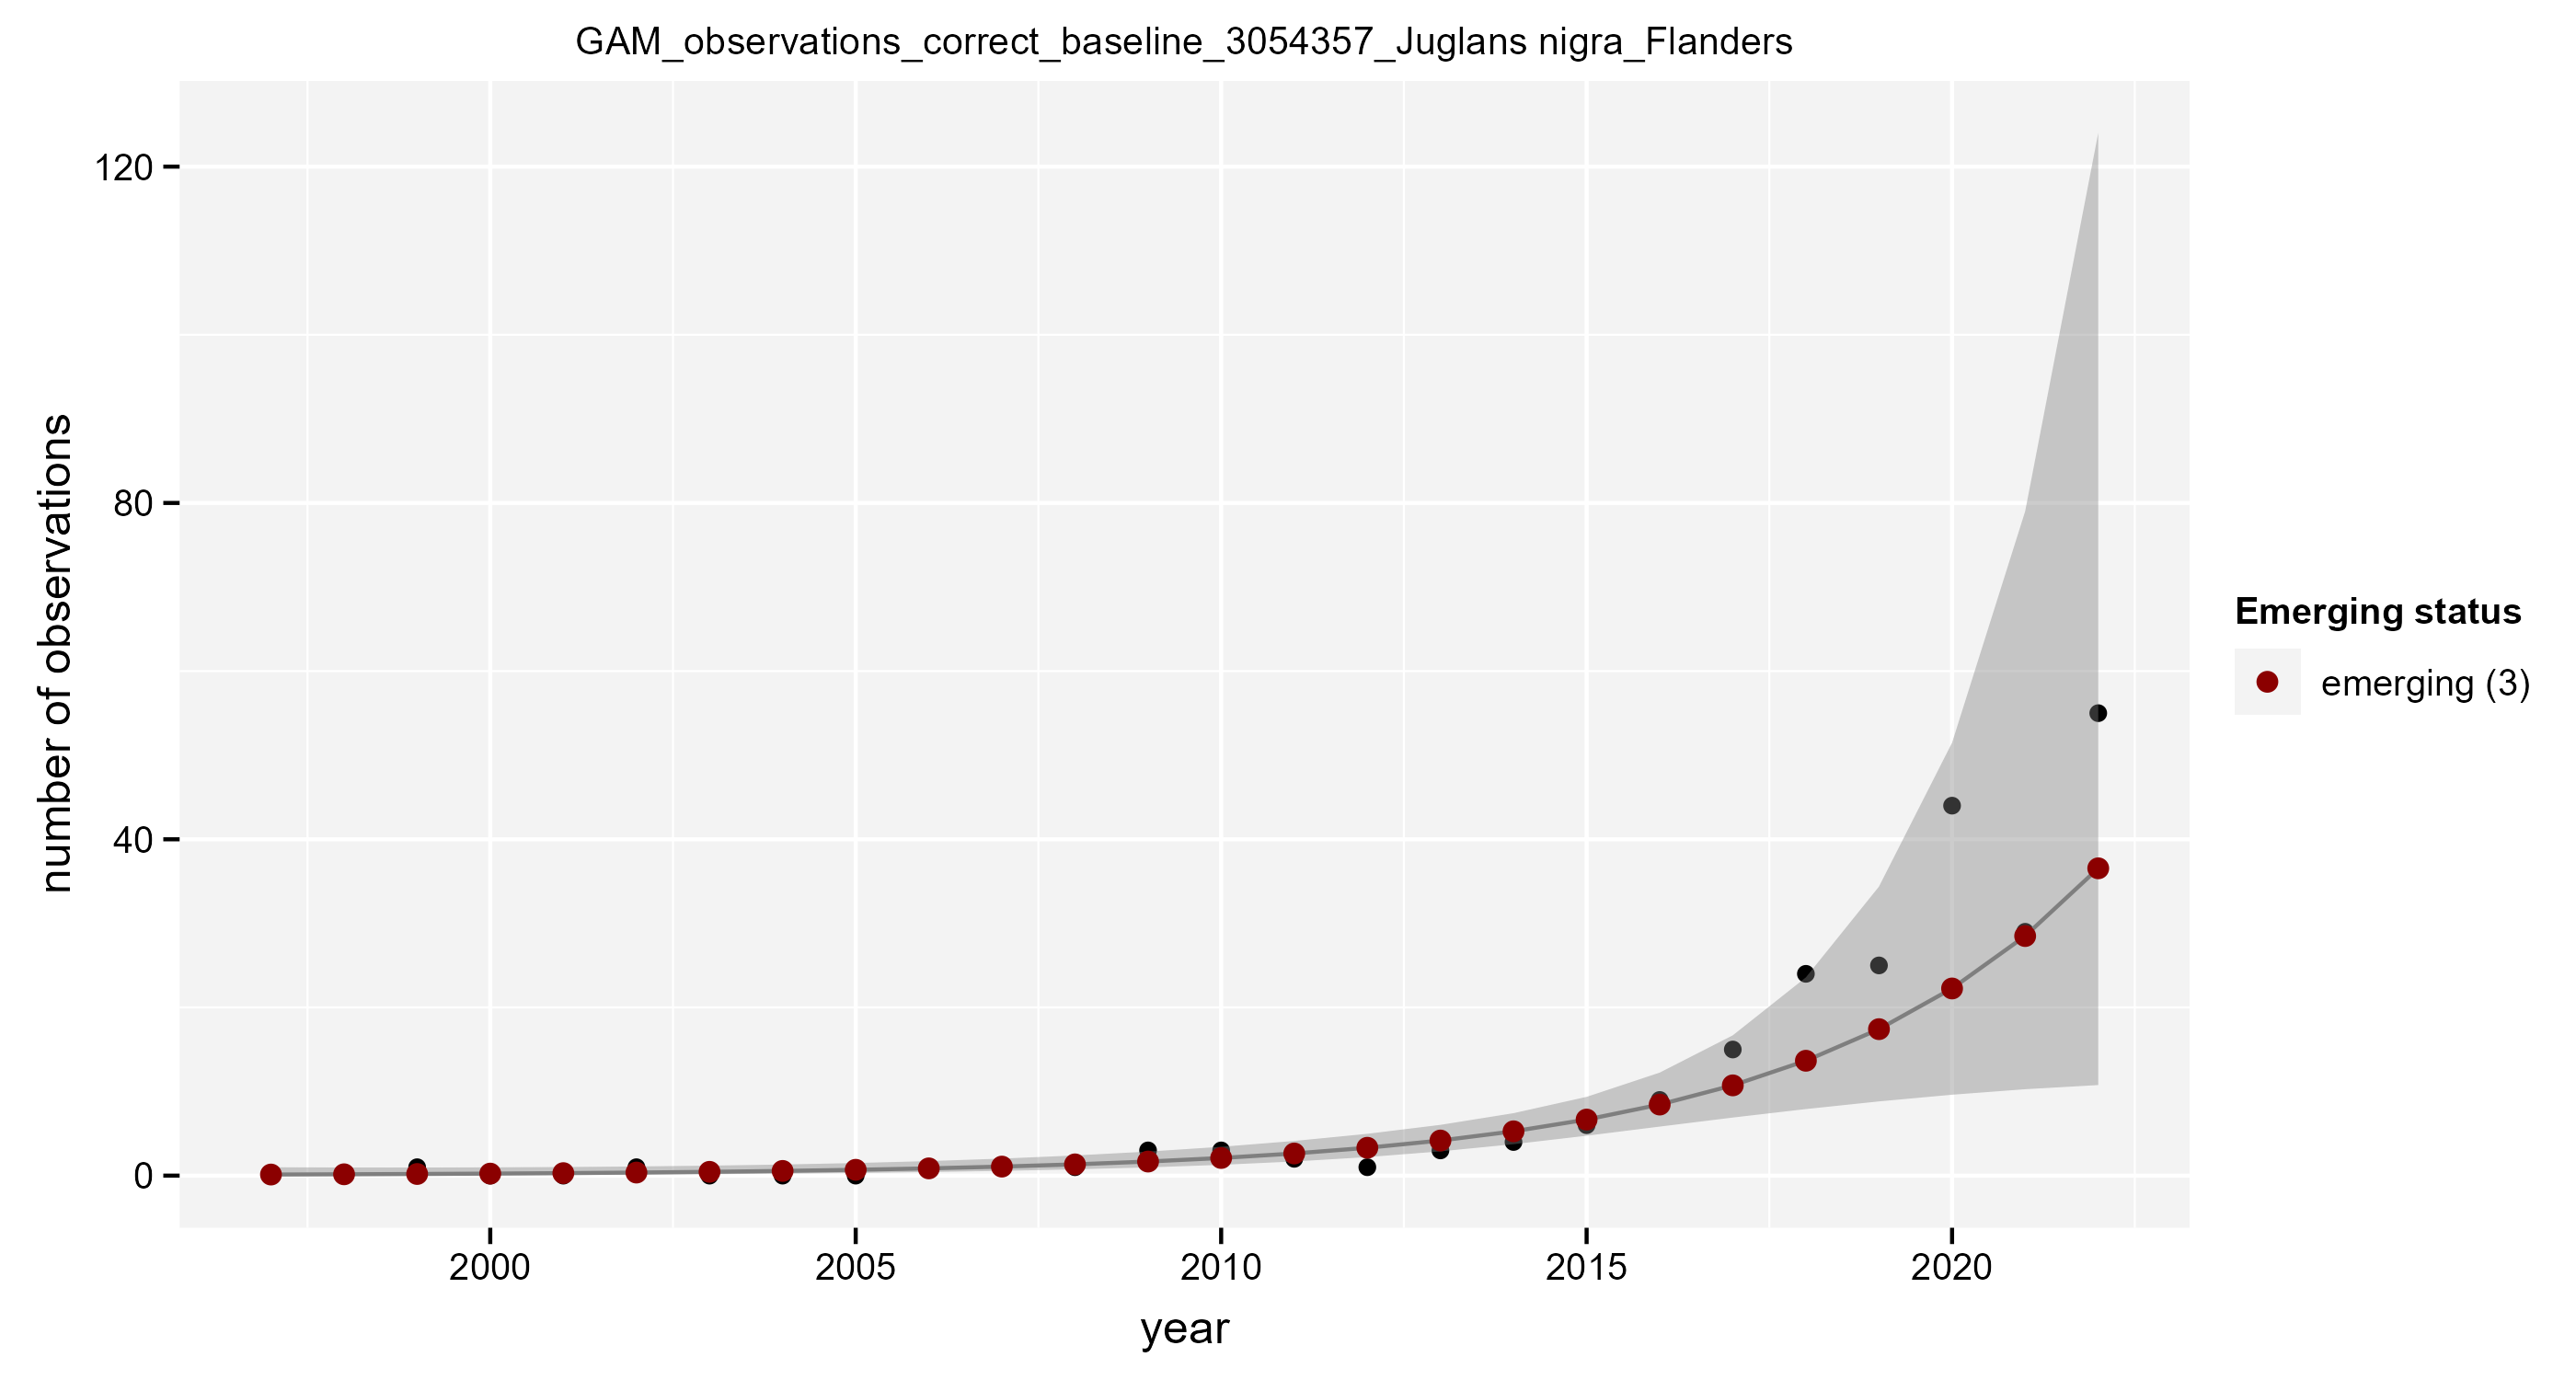 GAM_observations_correct_baseline_3054357_Juglans nigra_Flanders
number of observations
120
80
40
0
2000
2005
2010
2015
2020
year
Emerging status
emerging (3)